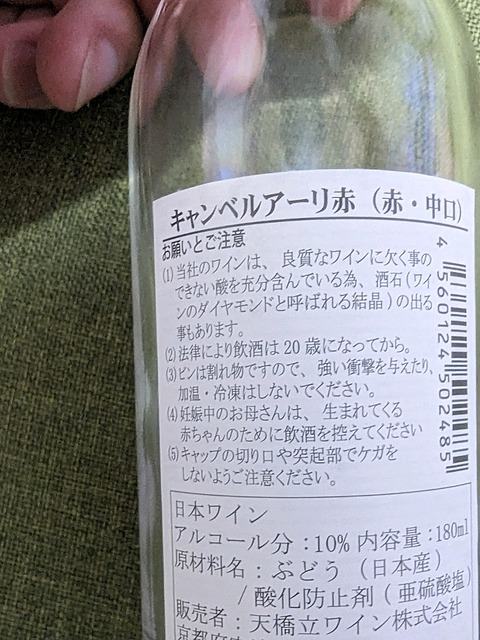 キャンベルアーリ赤（赤・中口）
お願いとご注意
(1)当社のワインは、良質なワインに欠く事の
できない酸を充分含んでいる為、酒石（ワイ
ンのダイヤモンドと呼ばれる結晶）の出る
事もあります。
(2)法律により飲酒は20歳になってから。
(3)ビンは割れ物ですので、強い衝撃を与えたり、
加温・冷凍はしないでください。
(4)妊娠中のお母さんは、生まれてくる
赤ちゃんのために飲酒を控えてください
(5)キャップの切り口や突起部でケガを
しないようご注意ください。
4560124502485
日本ワイン
アルコール分：10% 内容量：180ml
原材料名：ぶどう（日本産）
/ 酸化防止剤（亜硫酸塩）
販売者：天橋立ワイン株式会社
京都府